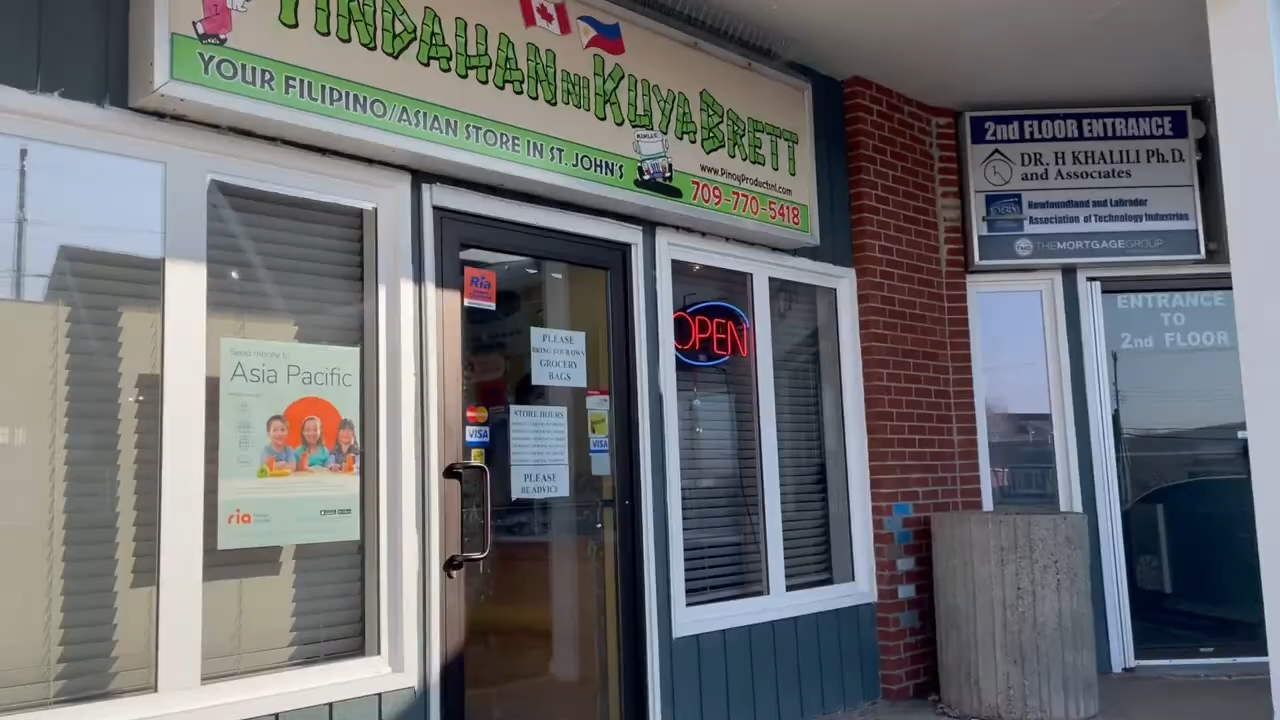 TINDAHAN NI KUYA BRETT
YOUR FILIPINO/ASIAN STORE IN ST. JOHN'S
www.PinoyProductsnl.com
709-770-5418
2nd FLOOR ENTRANCE
DR. H KHALILI Ph.D.
and Associates
Newfoundland and Labrador
Association of Technology Industries
THE MORTGAGE GROUP
ENTRANCE
TO
2nd FLOOR
Ria
PLEASE
BRING YOUR OWN
GROCERY
BAGS
OPEN
Send money to
Asia Pacific
ria
VISA
STORE HOURS
VISA
PLEASE
BE ADVICE